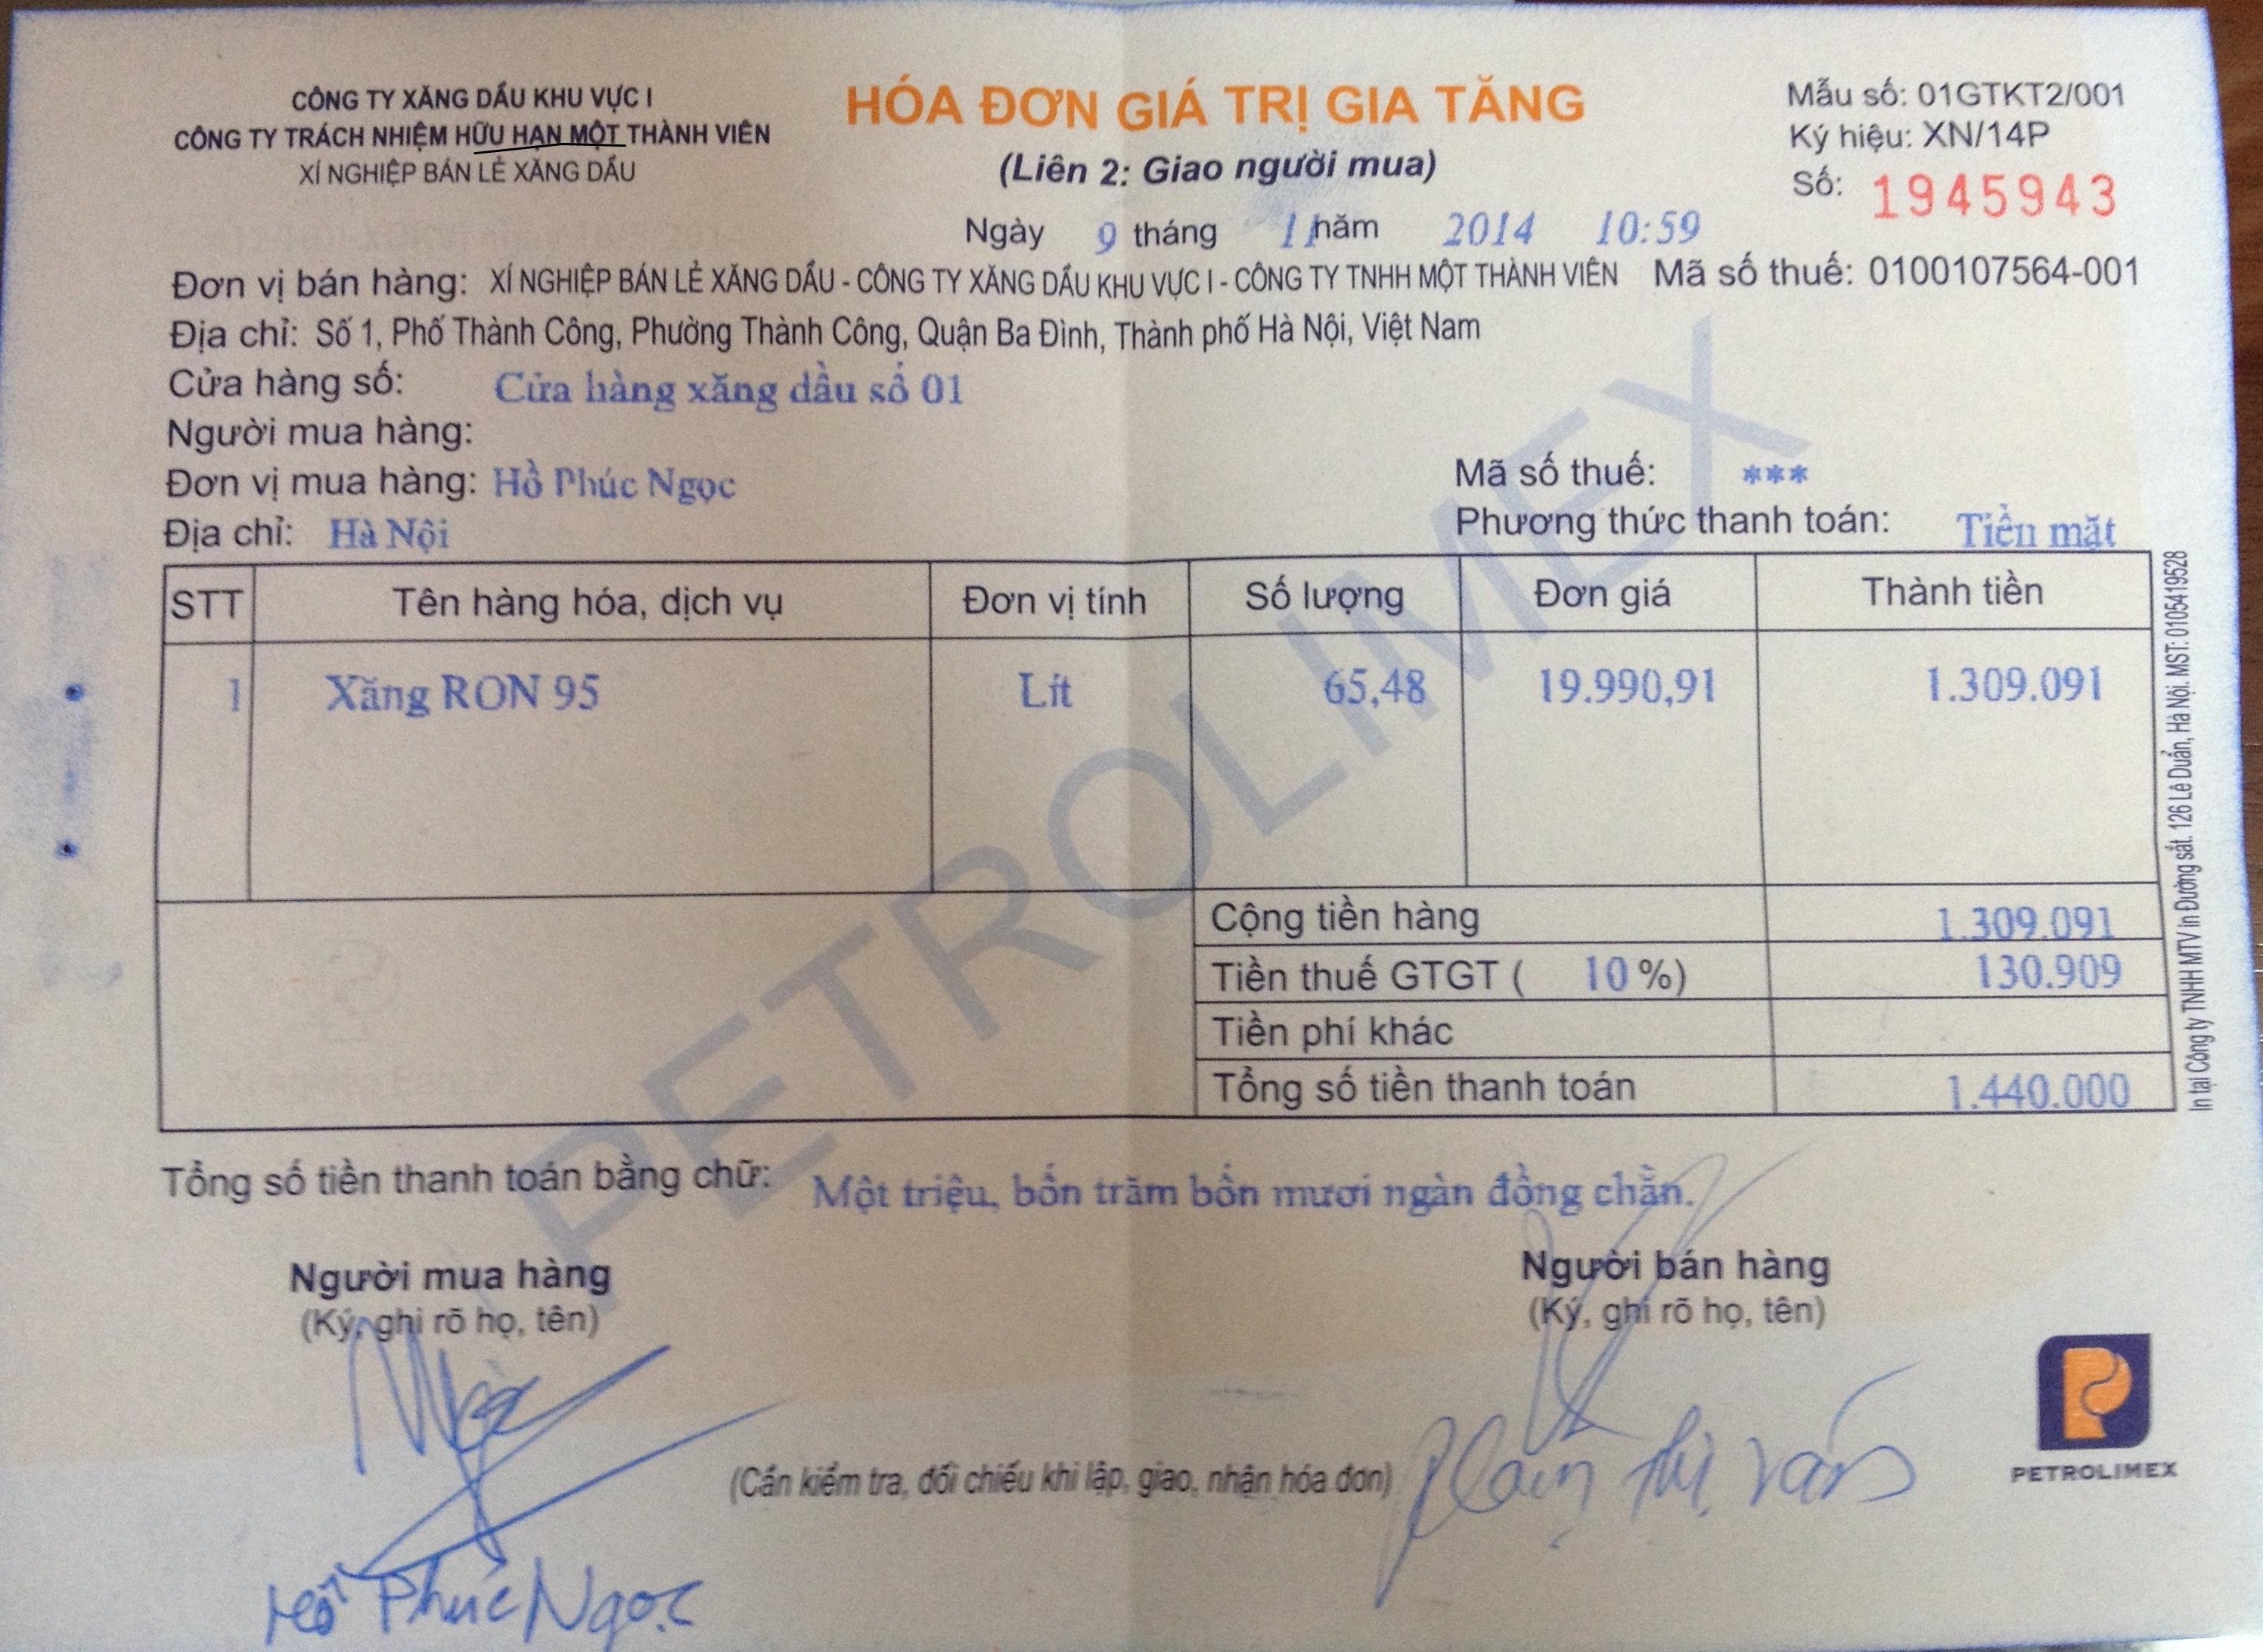 CÔNG TY XĂNG DẦU KHU VỰC I
CÔNG TY TRÁCH NHIỆM HỮU HẠN MỘT THÀNH VIÊN
XÍ NGHIỆP BÁN LẺ XĂNG DẦU
HÓA ĐƠN GIÁ TRỊ GIA TĂNG
(Liên 2: Giao người mua)
Mẫu số: 01GTKT2/001
Ký hiệu: XN/14P
Số: 1945943
Ngày 9 tháng 11 năm 2014 10:59
Đơn vị bán hàng: XÍ NGHIỆP BÁN LẺ XĂNG DẦU - CÔNG TY XĂNG DẦU KHU VỰC I - CÔNG TY TNHH MỘT THÀNH VIÊN Mã số thuế: 0100107564-001
Địa chỉ: Số 1, Phố Thành Công, Phường Thành Công, Quận Ba Đình, Thành phố Hà Nội, Việt Nam
Cửa hàng số: Cửa hàng xăng dầu số 01
Người mua hàng:
Đơn vị mua hàng: Hồ Phúc Ngọc Mã số thuế: ***
Địa chỉ: Hà Nội Phương thức thanh toán: Tiền mặt
STT Tên hàng hóa, dịch vụ Đơn vị tính Số lượng Đơn giá Thành tiền
1 Xăng RON 95 Lít 65,48 19.990,91 1.309.091
Cộng tiền hàng 1.309.091
Tiền thuế GTGT ( 10 %) 130.909
Tiền phí khác
Tổng số tiền thanh toán 1.440.000
Tổng số tiền thanh toán bằng chữ: Một triệu, bốn trăm bốn mươi ngàn đồng chẵn.
Người mua hàng Người bán hàng
(Ký, ghi rõ họ, tên) (Ký, ghi rõ họ, tên)
(Cần kiểm tra, đối chiếu khi lập, giao, nhận hóa đơn)
Hồ Phúc Ngọc
PETROLIMEX
PETROLIMEX
In tại Công ty TNHH MTV In Đường sắt. 126 Lê Duẩn, Hà Nội. MST: 0105419528